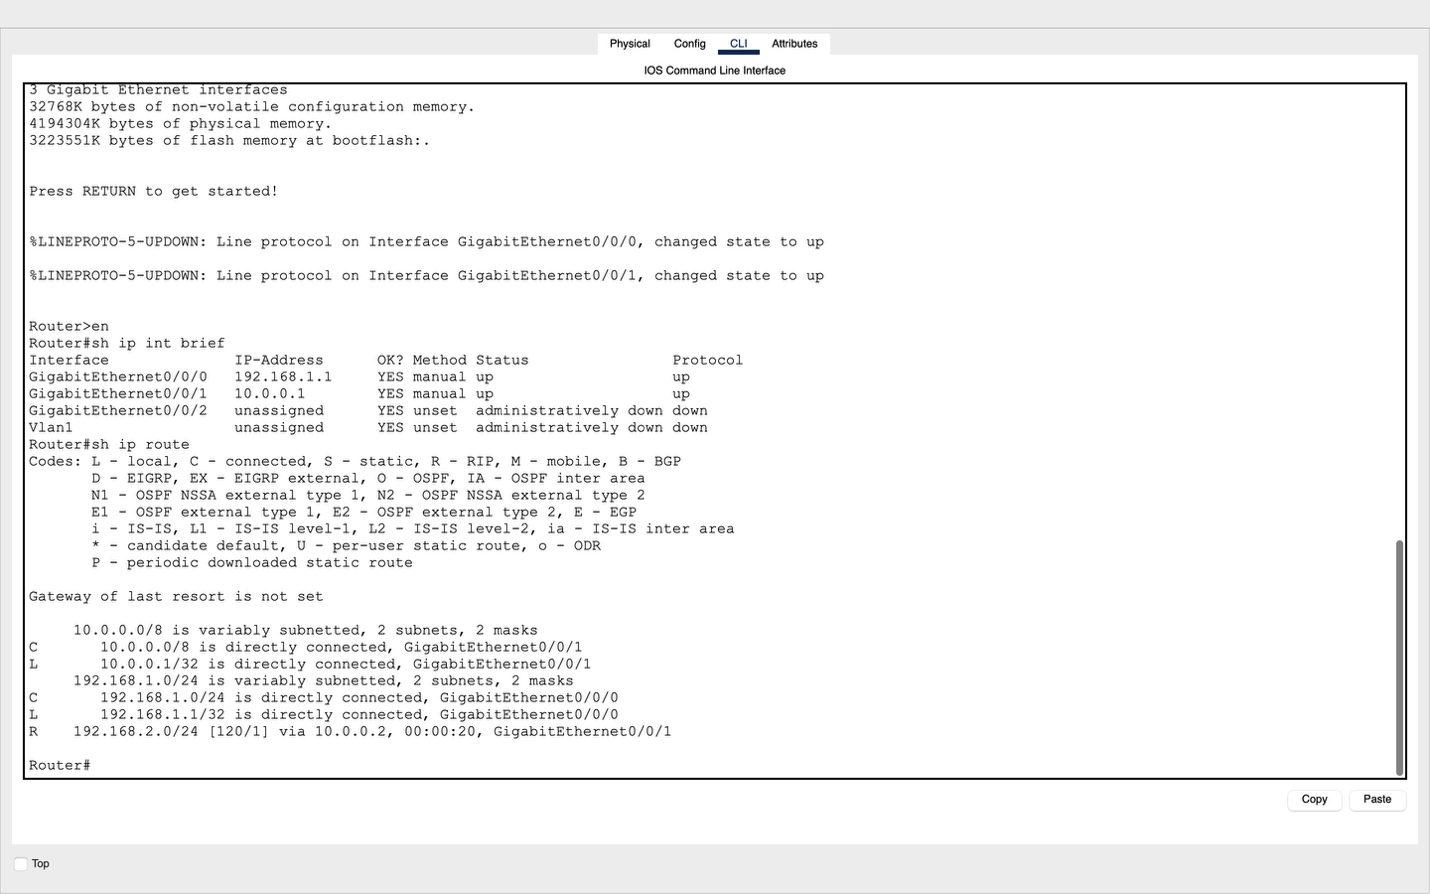 Physical Config CLI Attributes
IOS Command Line Interface
3 Gigabit Ethernet interfaces
32768K bytes of non-volatile configuration memory.
4194304K bytes of physical memory.
3223551K bytes of flash memory at bootflash:.
Press RETURN to get started!
%LINEPROTO-5-UPDOWN: Line protocol on Interface GigabitEthernet0/0/0, changed state to up
%LINEPROTO-5-UPDOWN: Line protocol on Interface GigabitEthernet0/0/1, changed state to up
Router>en
Router#sh ip int brief
Interface              IP-Address      OK? Method Status                Protocol
GigabitEthernet0/0/0   192.168.1.1     YES manual up                    up
GigabitEthernet0/0/1   10.0.0.1        YES manual up                    up
GigabitEthernet0/0/2   unassigned      YES unset  administratively down down
Vlan1                  unassigned      YES unset  administratively down down
Router#sh ip route
Codes: L - local, C - connected, S - static, R - RIP, M - mobile, B - BGP
       D - EIGRP, EX - EIGRP external, O - OSPF, IA - OSPF inter area
       N1 - OSPF NSSA external type 1, N2 - OSPF NSSA external type 2
       E1 - OSPF external type 1, E2 - OSPF external type 2, E - EGP
       i - IS-IS, L1 - IS-IS level-1, L2 - IS-IS level-2, ia - IS-IS inter area
       * - candidate default, U - per-user static route, o - ODR
       P - periodic downloaded static route
Gateway of last resort is not set
     10.0.0.0/8 is variably subnetted, 2 subnets, 2 masks
C       10.0.0.0/8 is directly connected, GigabitEthernet0/0/1
L       10.0.0.1/32 is directly connected, GigabitEthernet0/0/1
     192.168.1.0/24 is variably subnetted, 2 subnets, 2 masks
C       192.168.1.0/24 is directly connected, GigabitEthernet0/0/0
L       192.168.1.1/32 is directly connected, GigabitEthernet0/0/0
R    192.168.2.0/24 [120/1] via 10.0.0.2, 00:00:20, GigabitEthernet0/0/1
Router#
Copy Paste
Top